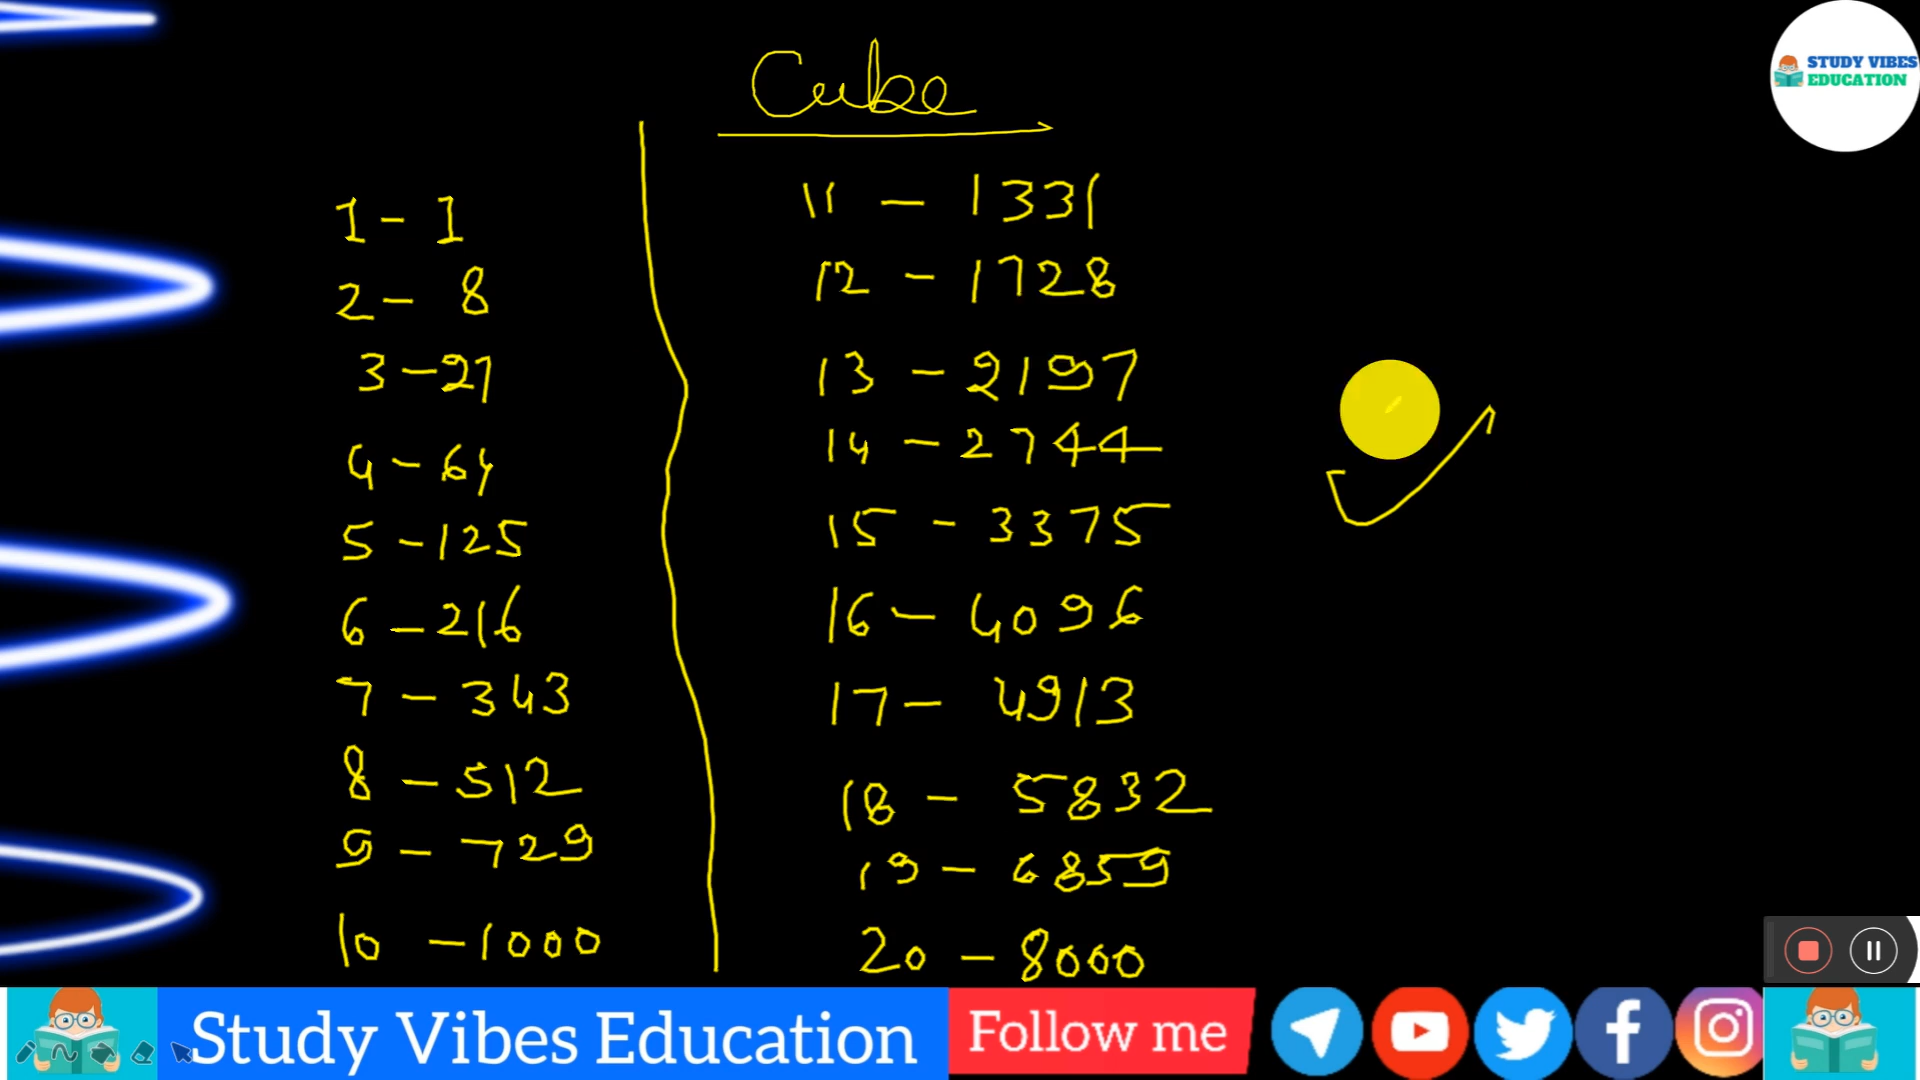 Cube
1 - 1
2 - 8
3 - 27
4 - 64
5 - 125
6 - 216
7 - 343
8 - 512
9 - 729
10 - 1000
11 - 1331
12 - 1728
13 - 2197
14 - 2744
15 - 3375
16 - 4096
17 - 4913
18 - 5832
19 - 6859
20 - 8000
STUDY VIBES
EDUCATION
Study Vibes Education
Follow me